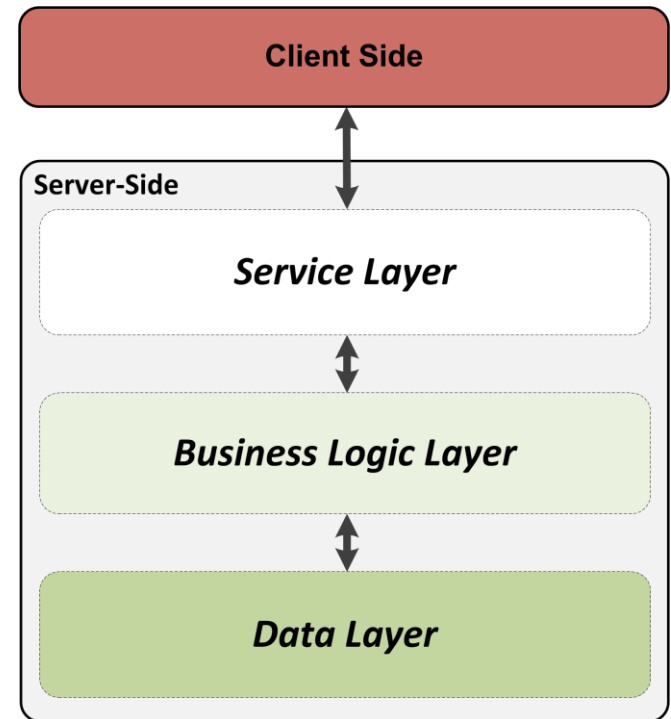 Client Side
Server-Side
Service Layer
Business Logic Layer
Data Layer